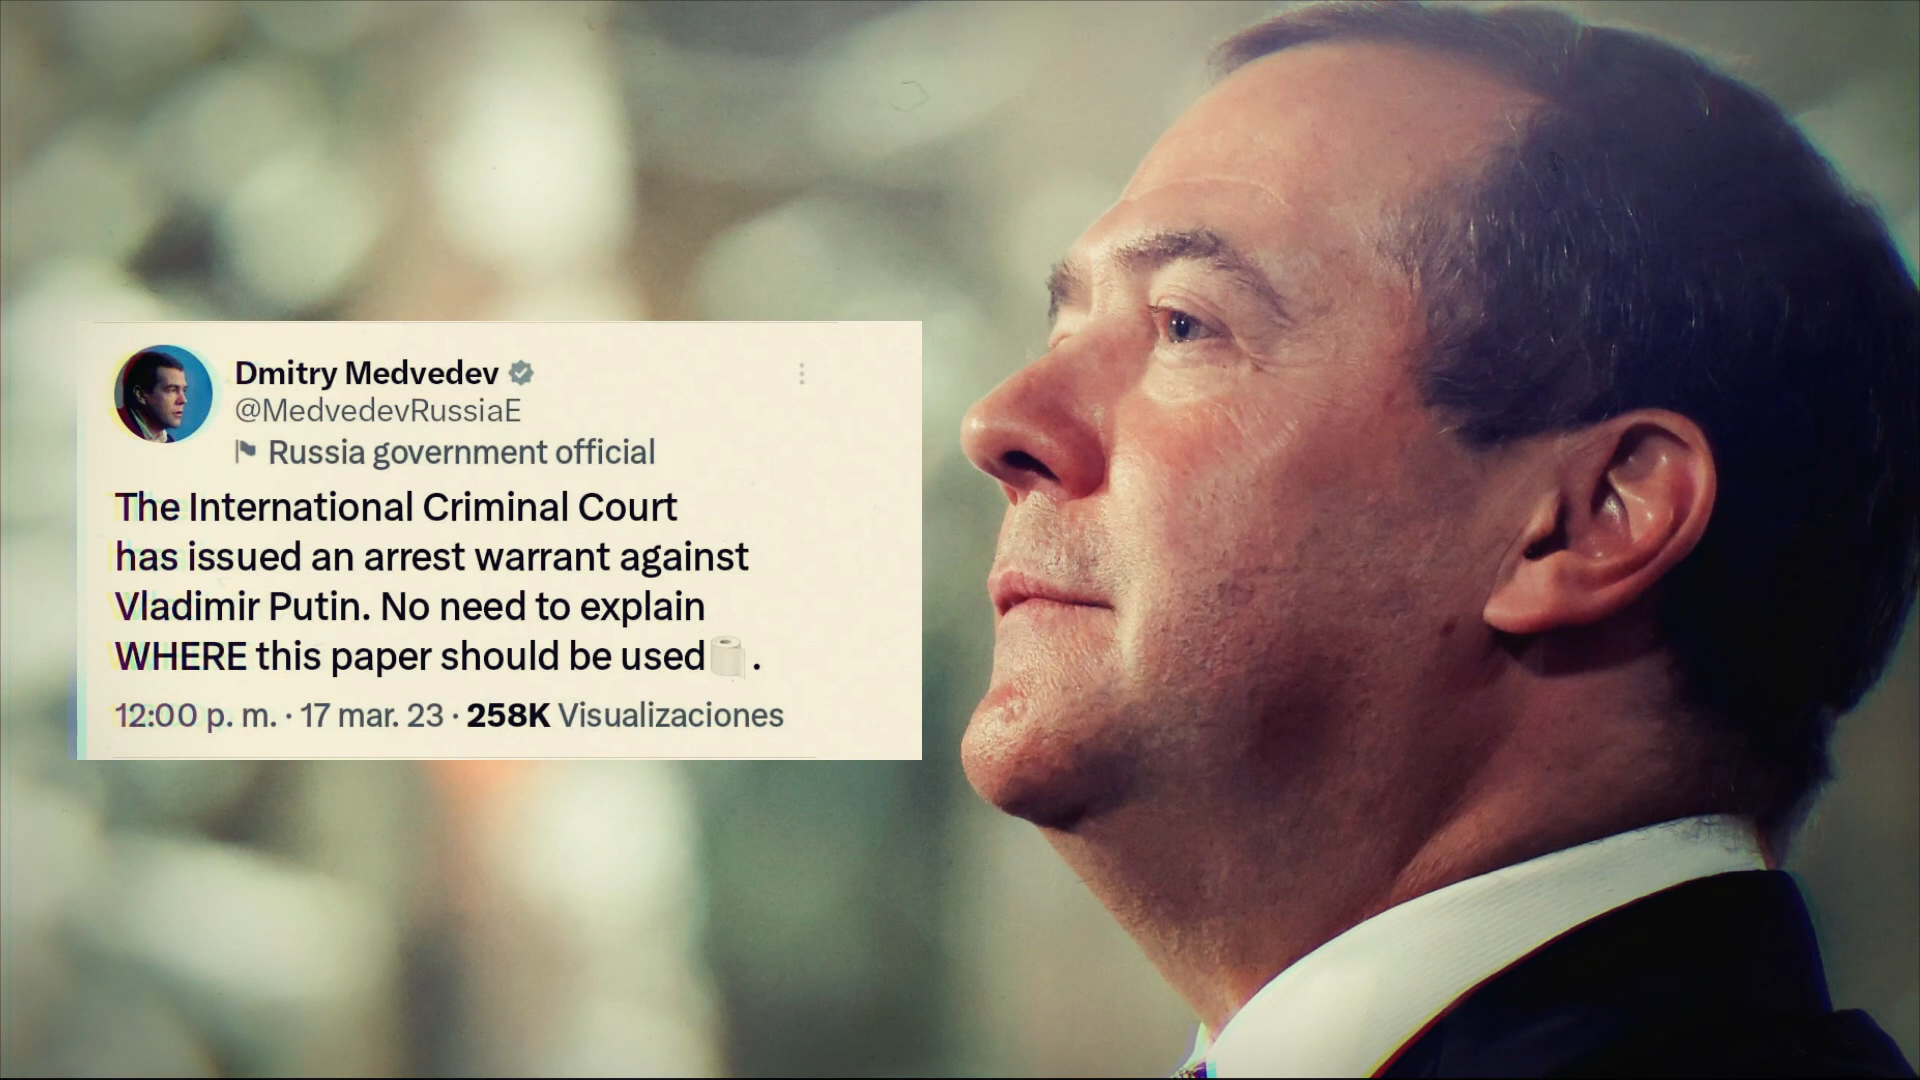 Dmitry Medvedev
@MedvedevRussiaE
Russia government official
The International Criminal Court
has issued an arrest warrant against
Vladimir Putin. No need to explain
WHERE this paper should be used🧻.
12:00 p. m. · 17 mar. 23 · 258K Visualizaciones